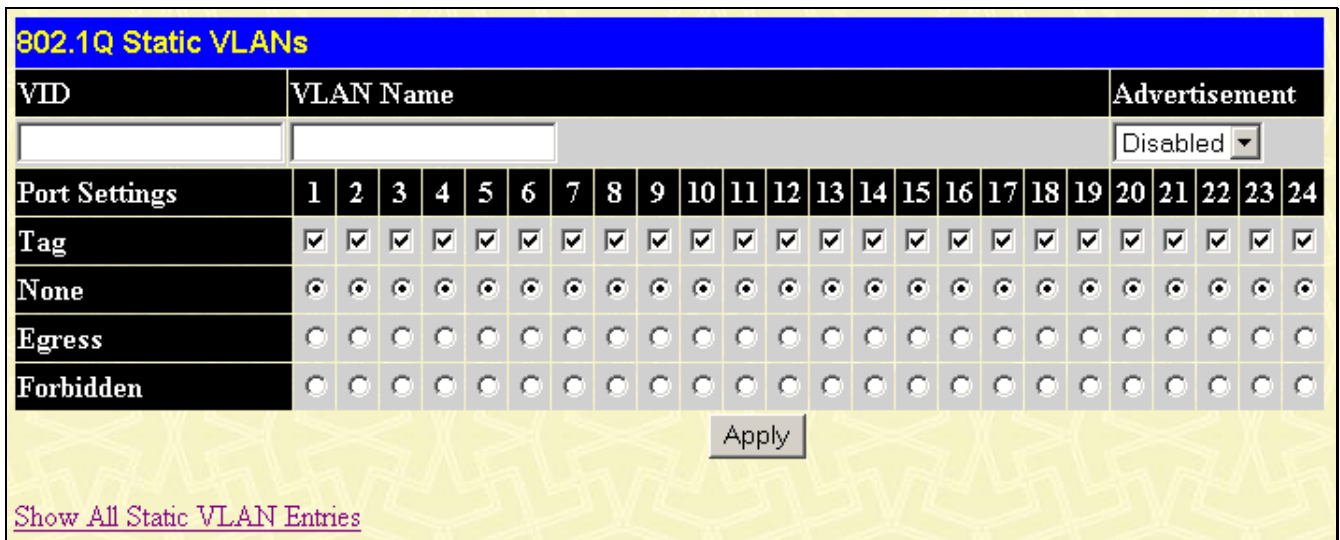 802.1Q Static VLANs
VID VLAN Name Advertisement
Disabled
Port Settings 1 2 3 4 5 6 7 8 9 10 11 12 13 14 15 16 17 18 19 20 21 22 23 24
Tag
None
Egress
Forbidden
Apply
Show All Static VLAN Entries